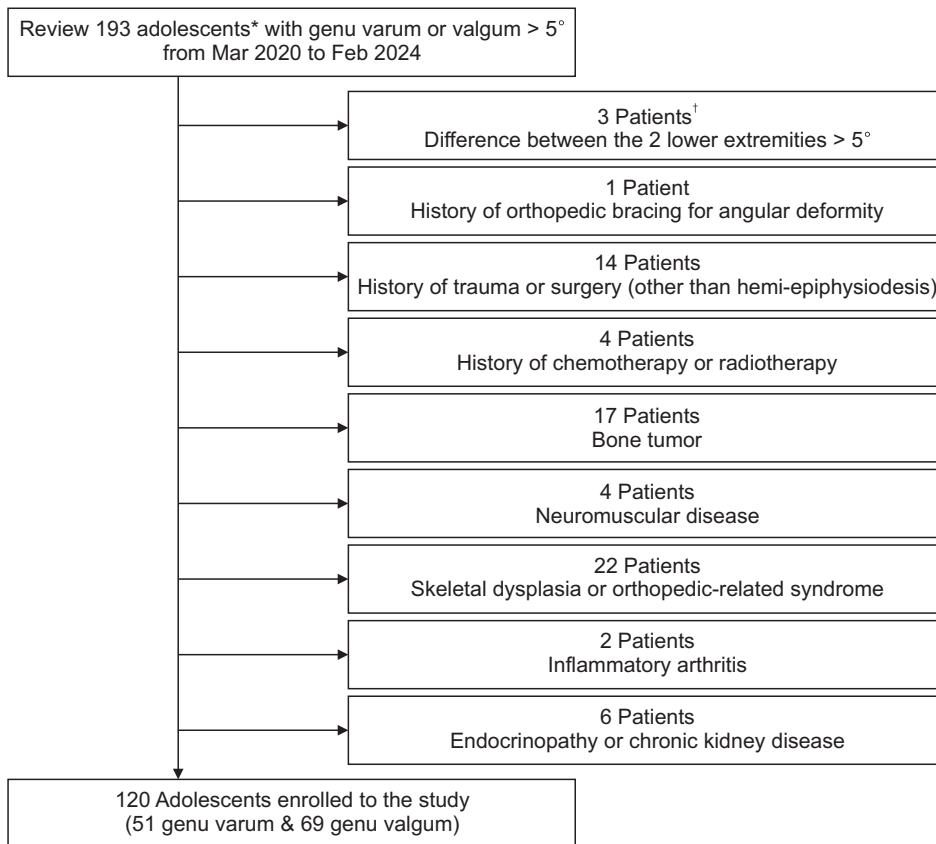 Review 193 adolescents* with genu varum or valgum > 5°
from Mar 2020 to Feb 2024
3 Patients†
Difference between the 2 lower extremities > 5°
1 Patient
History of orthopedic bracing for angular deformity
14 Patients
History of trauma or surgery (other than hemi-epiphysiodesis)
4 Patients
History of chemotherapy or radiotherapy
17 Patients
Bone tumor
4 Patients
Neuromuscular disease
22 Patients
Skeletal dysplasia or orthopedic-related syndrome
2 Patients
Inflammatory arthritis
6 Patients
Endocrinopathy or chronic kidney disease
120 Adolescents enrolled to the study
(51 genu varum & 69 genu valgum)